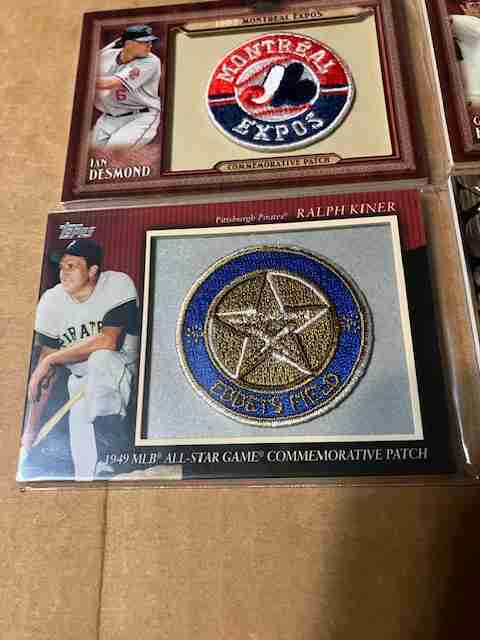 MONTREAL EXPOS
MONTREAL
EXPOS
6
IAN
DESMOND
COMMEMORATIVE PATCH
Topps
Pittsburgh Pirates® RALPH KINER
PIRATE
EBBETS FIELD
1949 MLB® ALL-STAR GAME® COMMEMORATIVE PATCH